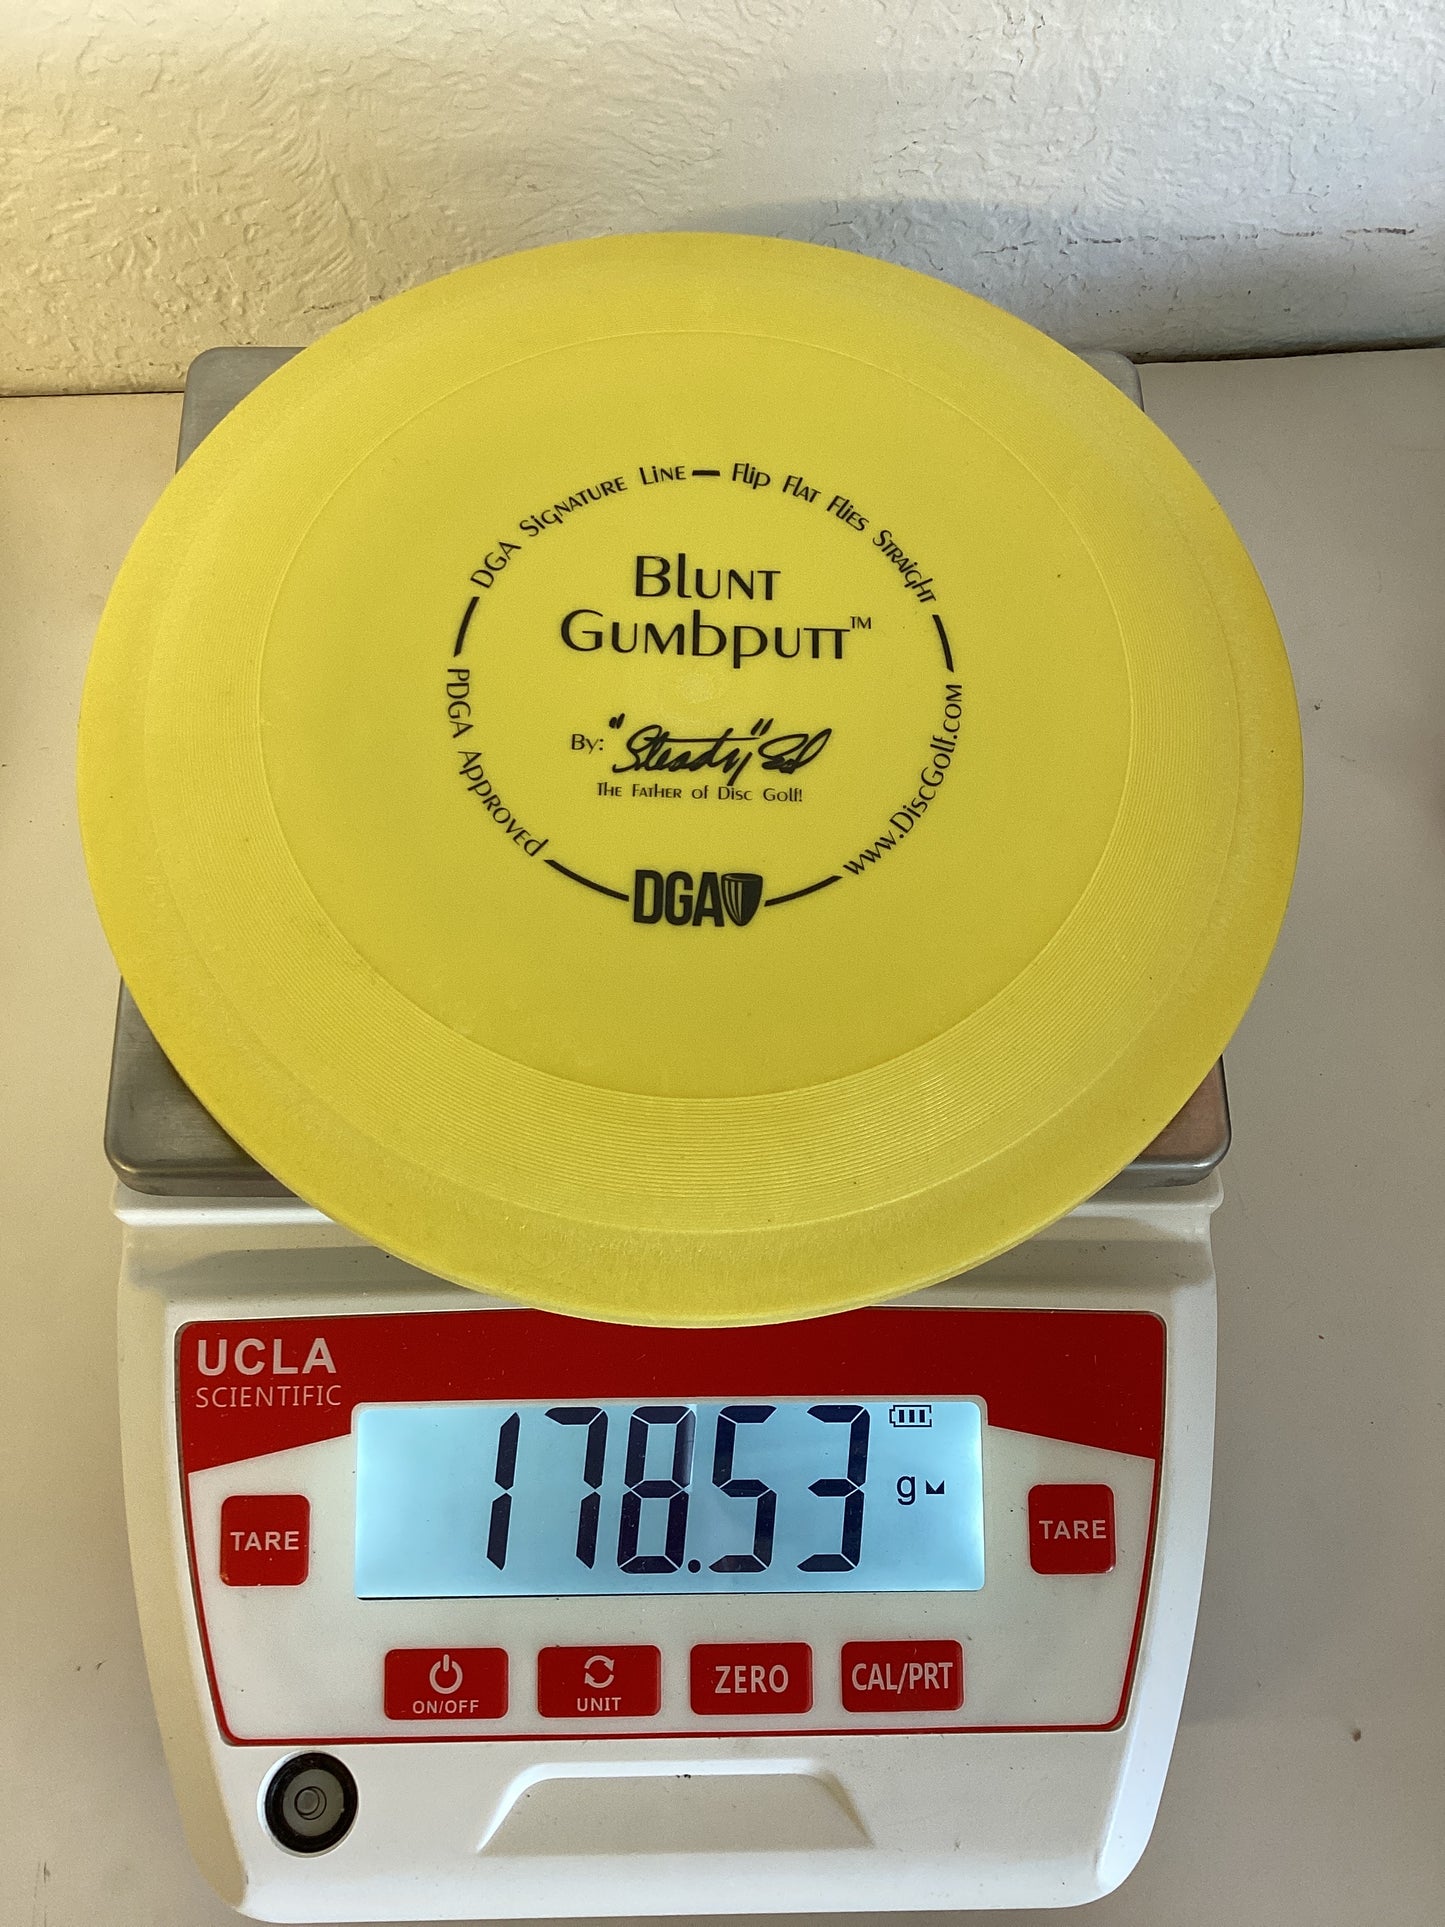 DGA Signature Line — Flip Flat Flies Straight
Blunt
Gumbputt™
By: "Steady" Ed
The Father of Disc Golf!
PDGA Approved
www.DiscGolf.com
DGA
UCLA
SCIENTIFIC
178.53 g
TARE
TARE
ON/OFF
UNIT
ZERO
CAL/PRT